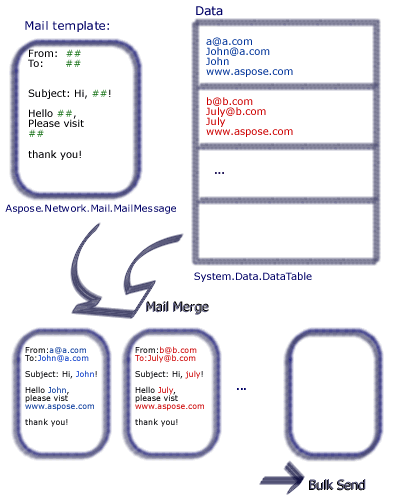 Mail template:
From: ##
To: ##
Subject: Hi, ##!
Hello ##,
Please visit
##
thank you!
Aspose.Network.Mail.MailMessage
Data
a@a.com
John@a.com
John
www.aspose.com
b@b.com
July@b.com
July
www.aspose.com
...
System.Data.DataTable
Mail Merge
From:a@a.com
To:John@a.com
Subject: Hi, John!
Hello John,
please visit
www.aspose.com
thank you!
From:b@b.com
To:July@b.com
Subject: Hi, july!
Hello July,
please vist
www.aspose.com
thank you!
...
Bulk Send